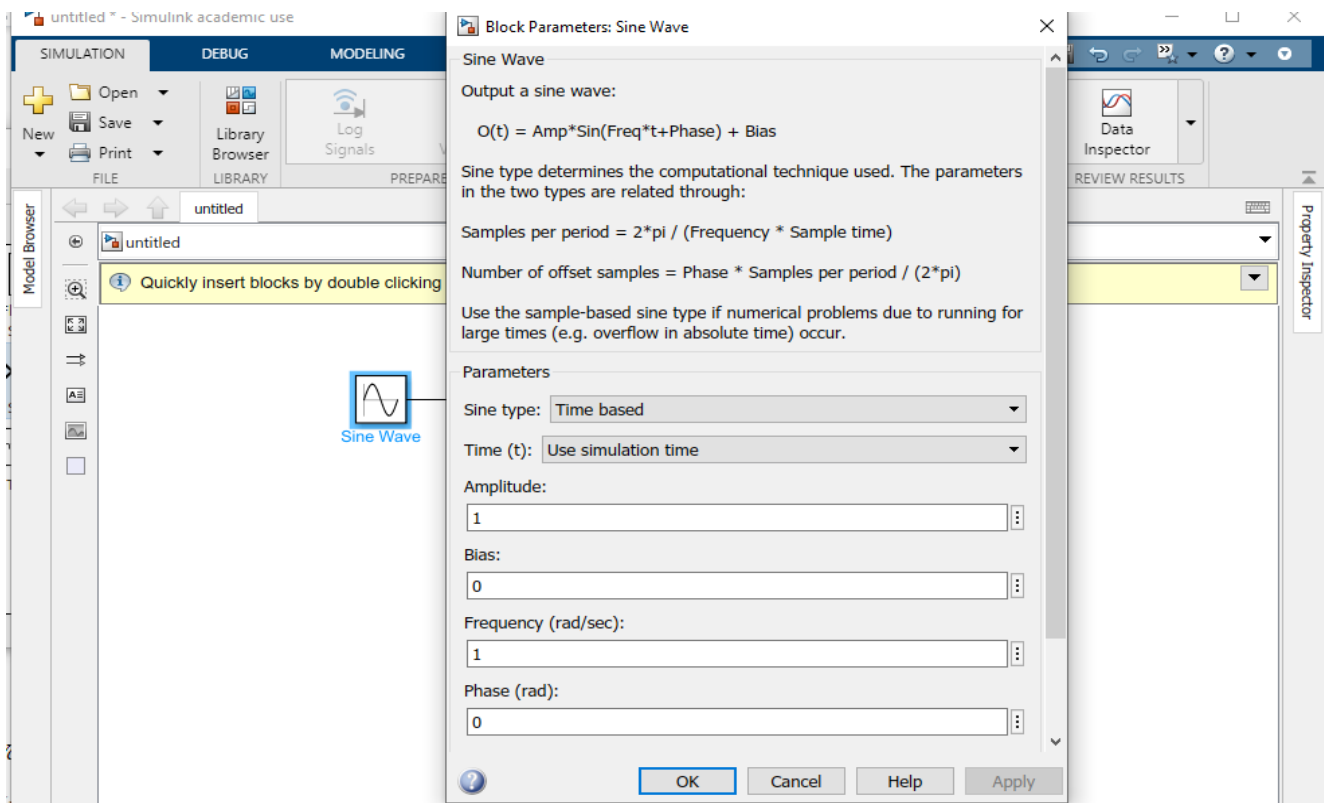 untitled * - Simulink academic use
Block Parameters: Sine Wave
SIMULATION
DEBUG
MODELING
New
Open
Save
Print
FILE
Library
Browser
LIBRARY
Log
Signals
PREPARE
Data
Inspector
REVIEW RESULTS
Model Browser
untitled
untitled
Quickly insert blocks by double clicking
Property Inspector
Sine Wave
Sine Wave
Output a sine wave:
O(t) = Amp*Sin(Freq*t+Phase) + Bias
Sine type determines the computational technique used. The parameters
in the two types are related through:
Samples per period = 2*pi / (Frequency * Sample time)
Number of offset samples = Phase * Samples per period / (2*pi)
Use the sample-based sine type if numerical problems due to running for
large times (e.g. overflow in absolute time) occur.
Parameters
Sine type: Time based
Time (t): Use simulation time
Amplitude:
1
Bias:
0
Frequency (rad/sec):
1
Phase (rad):
0
OK Cancel Help Apply